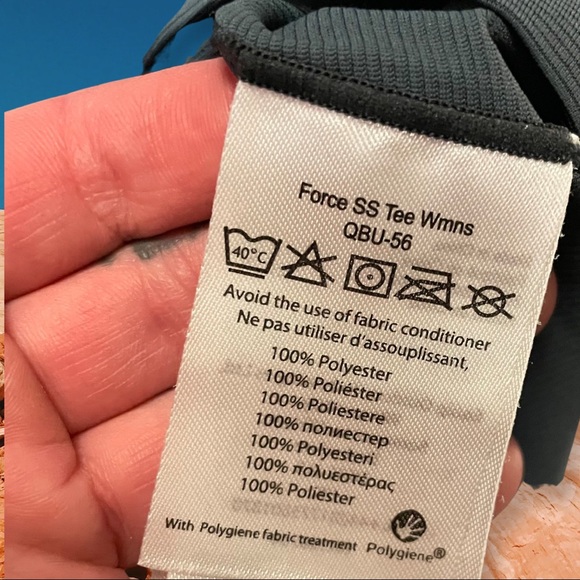 Force SS Tee Wmns
QBU-56
40°C
Avoid the use of fabric conditioner
Ne pas utiliser d'assouplissant,
100% Polyester
100% Poliéster
100% Poliestere
100% полиестер
100% Polyesteri
100% πολυεστέρας
100% Poliester
With Polygiene fabric treatment Polygiene®